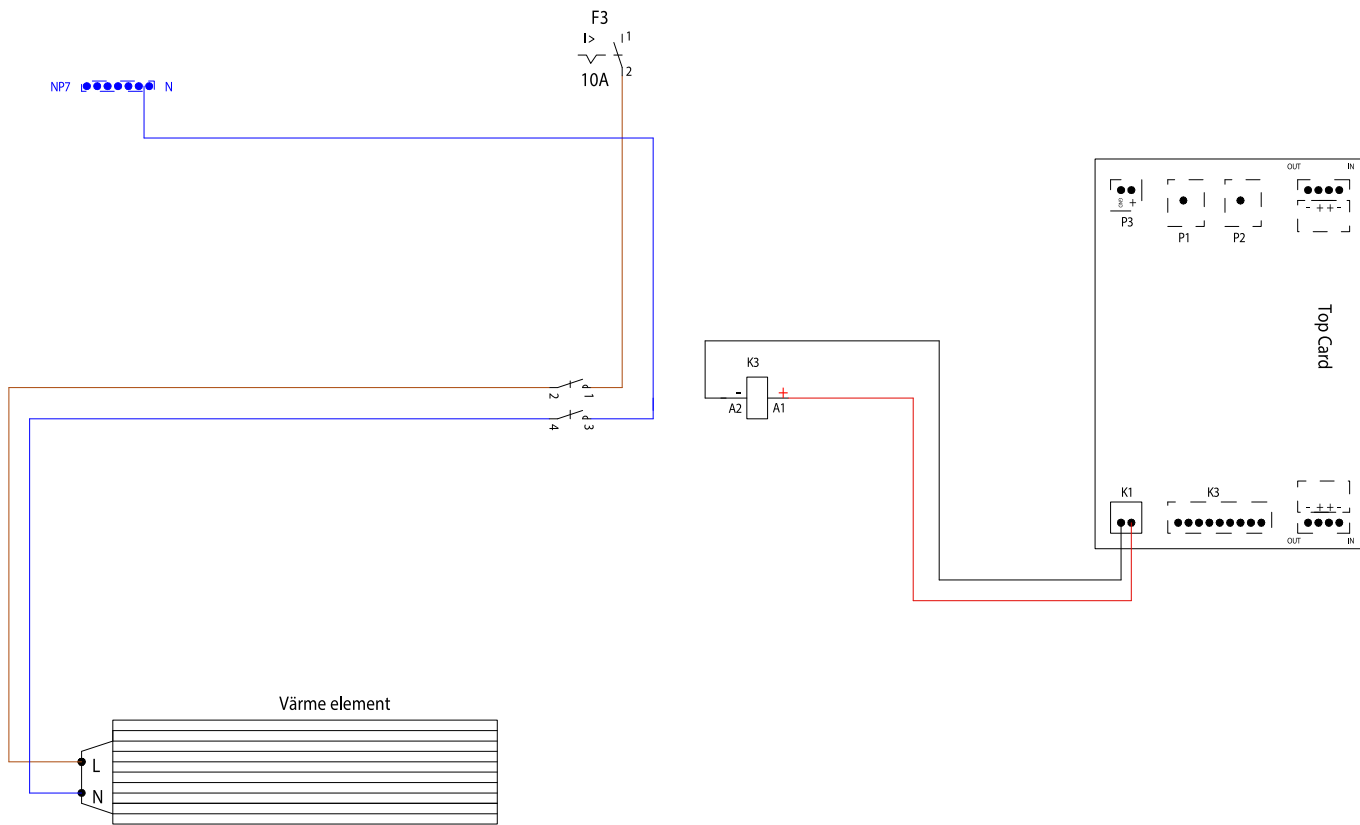 F3
I> 1
2
10A
NP7 N
OUT IN
GND +
- + + -
P3
P1
P2
Top Card
K3
- +
A2 A1
2 1
4 3
K1
K3
- + + -
OUT IN
Värme element
L
N